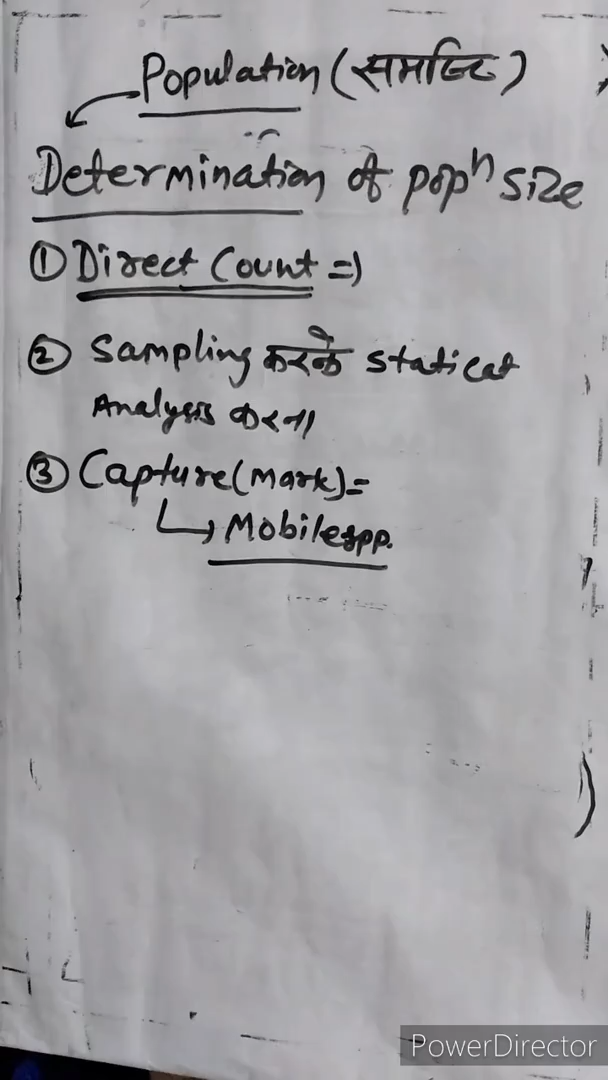 Population (समष्टि)
Determination of popⁿ size
① Direct Count =)
② Sampling करके staticat
Analysis करना
③ Capture (Mark) =
↳ Mobile spp.
PowerDirector